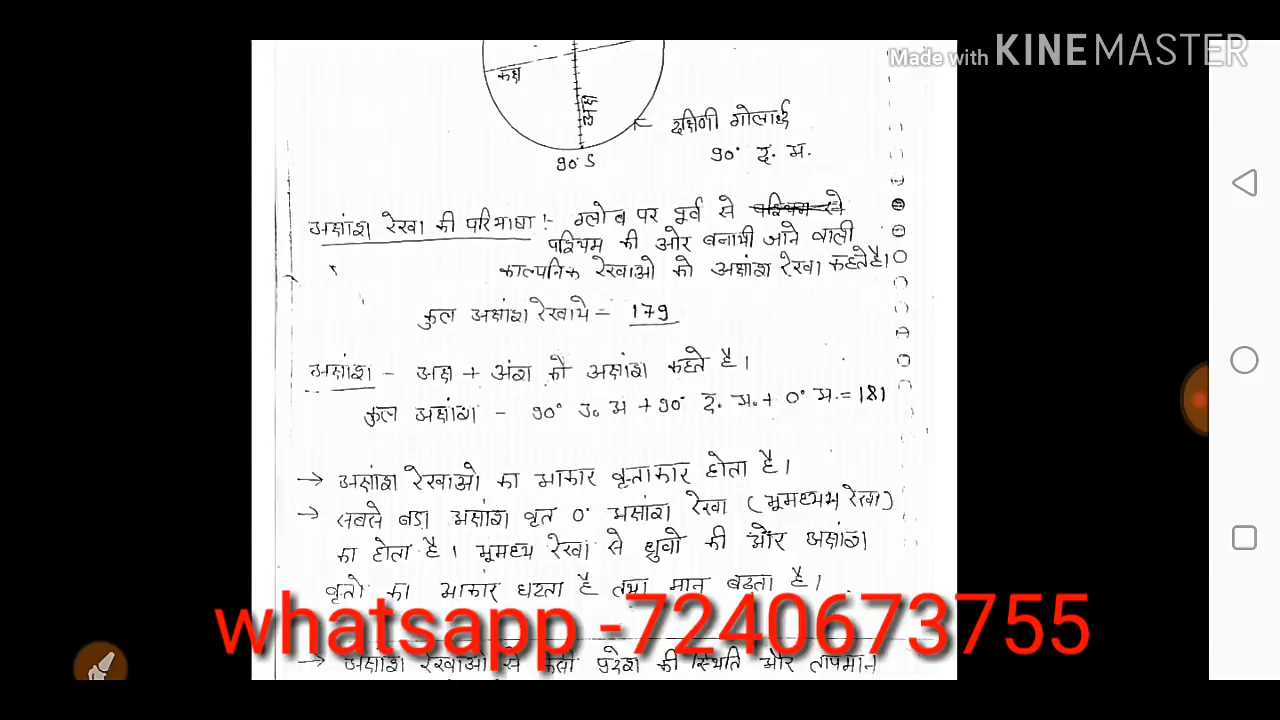 Made with KINEMASTER
कक्ष
अक्ष
दक्षिणी गोलार्द्ध
90° S
90° द. अ.
अक्षांश रेखा की परिभाषा :- ग्लोब पर पूर्व से
पश्चिम की ओर बनायी जाने वाली
काल्पनिक रेखाओ को अक्षांश रेखा कहते है।
कुल अक्षांश रेखाये = 179
अक्षांश - अक्ष + अंश को अक्षांश कहते है।
कुल अक्षांश - 90° उ. अ + 90° द. अ. + 0° अ. = 181
→ अक्षांश रेखाओ का आकार वृताकार होता है।
→ सबसे बडा अक्षांश वृत 0° अक्षांश रेखा (भूमध्य रेखा)
का होता है। भूमध्य रेखा से ध्रुवो की ओर अक्षांश
वृतो का आकार घटता है तथा मान बढता है।
whatsapp -7240673755
→ अक्षांश रेखाओ से किसी प्रदेश की स्थिति और तापमान